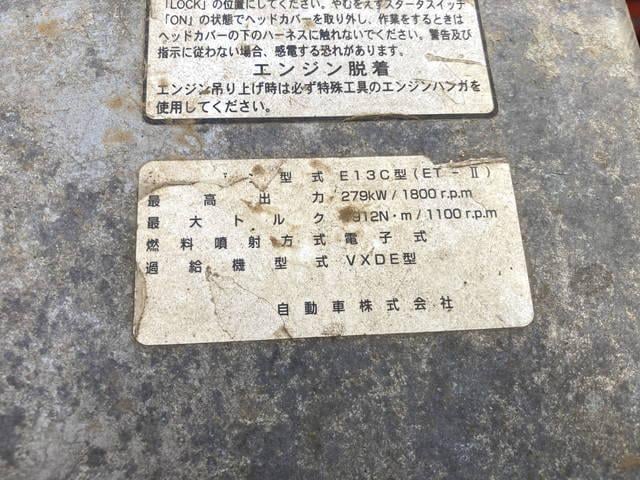 「LOCK」の位置にしてください。やむをえずスタータスイッチ
「ON」の状態でヘッドカバーを取り外し、作業をするときは
ヘッドカバーの下のハーネスに触れないでください。警告及び
指示に従わない場合、感電する恐れがあります。
エンジン脱着
エンジン吊り上げ時は必ず特殊工具のエンジンハンガを
使用してください。
型式 E13C型(ET-Ⅱ)
最高出力 279kW/1800r.p.m
最大トルク 912N・m/1100r.p.m
燃料噴射方式 電子式
過給機型式 VXDE型
自動車株式会社